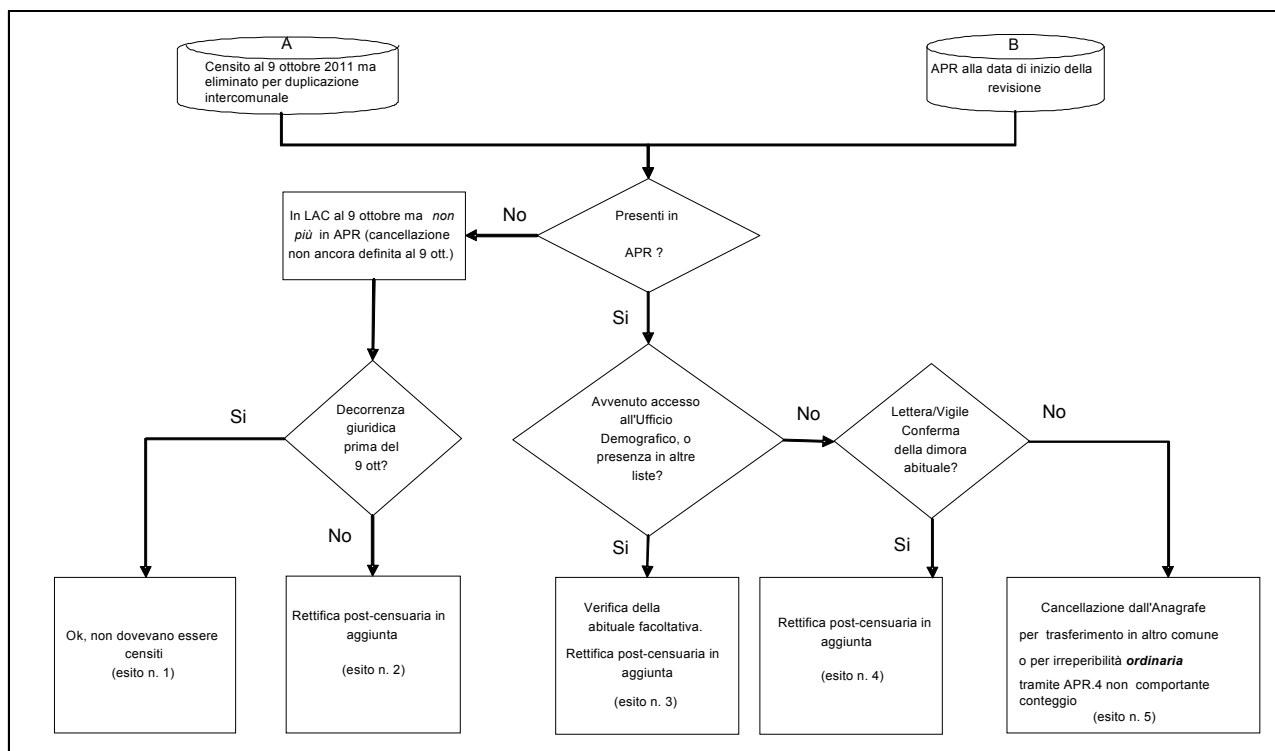 A
Censito al 9 ottobre 2011 ma
eliminato per duplicazione
intercomunale
B
APR alla data di inizio della
revisione
In LAC al 9 ottobre ma non
più in APR (cancellazione
non ancora definita al 9 ott.)
No
Presenti in
APR ?
Si
Decorrenza
giuridica
prima del
9 ott?
Si
No
Avvenuto accesso
all'Ufficio
Demografico, o
presenza in altre
liste?
No
Si
Lettera/Vigile
Conferma
della dimora
abituale?
No
Si
Ok, non dovevano essere
censiti
(esito n. 1)
Rettifica post-censuaria in
aggiunta
(esito n. 2)
Verifica della
abituale facoltativa.
Rettifica post-censuaria in
aggiunta
(esito n. 3)
Rettifica post-censuaria in
aggiunta
(esito n. 4)
Cancellazione dall'Anagrafe
per trasferimento in altro comune
o per irreperibilità ordinaria
tramite APR.4 non comportante
conteggio
(esito n. 5)